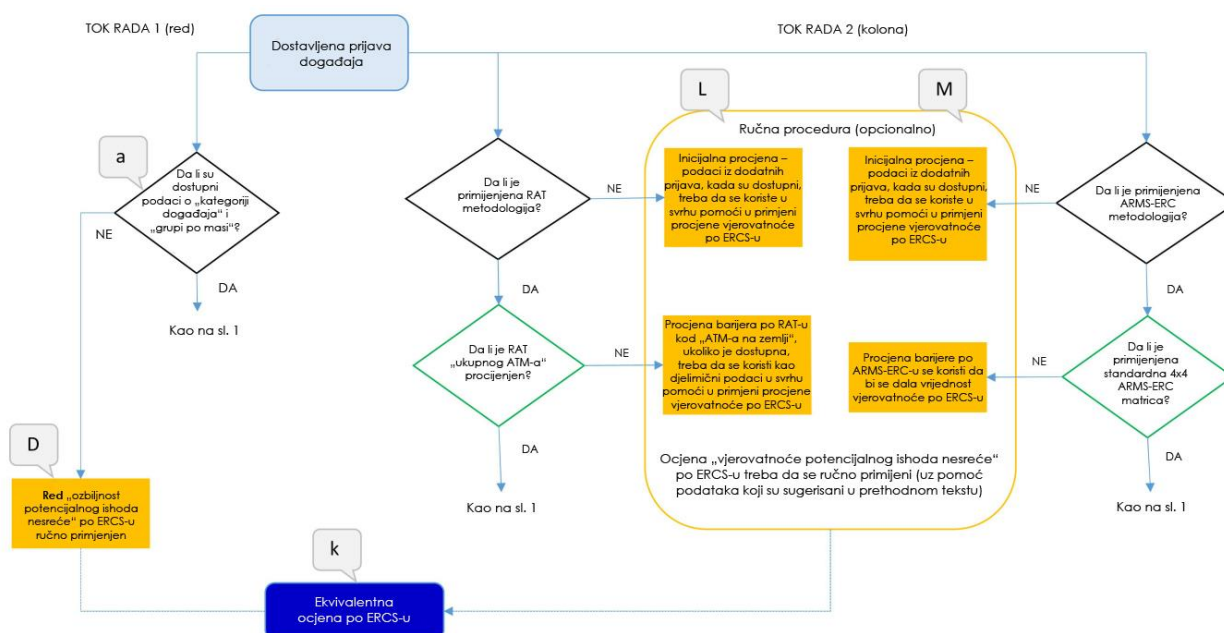 TOK RADA 1 (red)
Dostavljena prijava
događaja
TOK RADA 2 (kolona)
a
Da li su
dostupni
podaci o „kategoriji
događaja“ i
„grupi po masi“?
NE
DA
Kao na sl. 1
D
Red „ozbiljnost
potencijalnog ishoda
nesreće“ po ERCS-u
ručno primjenjen
Da li je
primijenjena RAT
metodologija?
NE
DA
Da li je RAT
„ukupnog ATM-a“
procijenjen?
NE
DA
Kao na sl. 1
L
M
Ručna procedura (opcionalno)
Inicijalna procjena –
podaci iz dodatnih
prijava, kada su dostupni,
treba da se koriste u
svrhu pomoći u primjeni
procjene vjerovatnoće
po ERCS-u
Inicijalna procjena –
podaci iz dodatnih
prijava, kada su dostupni,
treba da se koriste u
svrhu pomoći u primjeni
procjene vjerovatnoće
po ERCS-u
Procjena barijera po RAT-u
kod „ATM-a na zemlji“,
ukoliko je dostupna,
treba da se koristi kao
djelimični podaci u svrhu
pomoći u primjeni procjene
vjerovatnoće po ERCS-u
Procjena barijere po
ARMS-ERC-u se koristi da
bi se dala vrijednost
vjerovatnoće po ERCS-u
Ocjena „vjerovatnoće potencijalnog ishoda nesreće“
po ERCS-u treba da se ručno primijeni (uz pomoć
podataka koji su sugerisani u prethodnom tekstu)
NE
Da li je primijenjena
ARMS-ERC
metodologija?
DA
NE
Da li je
primijenjena
standardna 4x4
ARMS-ERC
matrica?
DA
Kao na sl. 1
k
Ekvivalentna
ocjena po ERCS-u